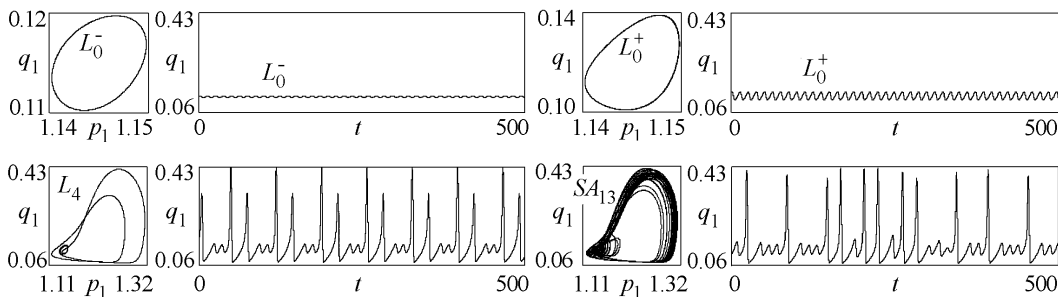 0.12 0.43 0.14 0.43
L₀⁻ L₀⁺
q₁ q₁ q₁ q₁
L₀⁻ L₀⁺
0.11 0.06 0.10 0.06
1.14 p₁ 1.15 0 t 500 1.14 p₁ 1.15 0 t 500
0.43 0.43 0.43 0.43
L₄ SA₁₃
q₁ q₁ q₁ q₁
0.06 0.06 0.06 0.06
1.11 p₁ 1.32 0 t 500 1.11 p₁ 1.32 0 t 500